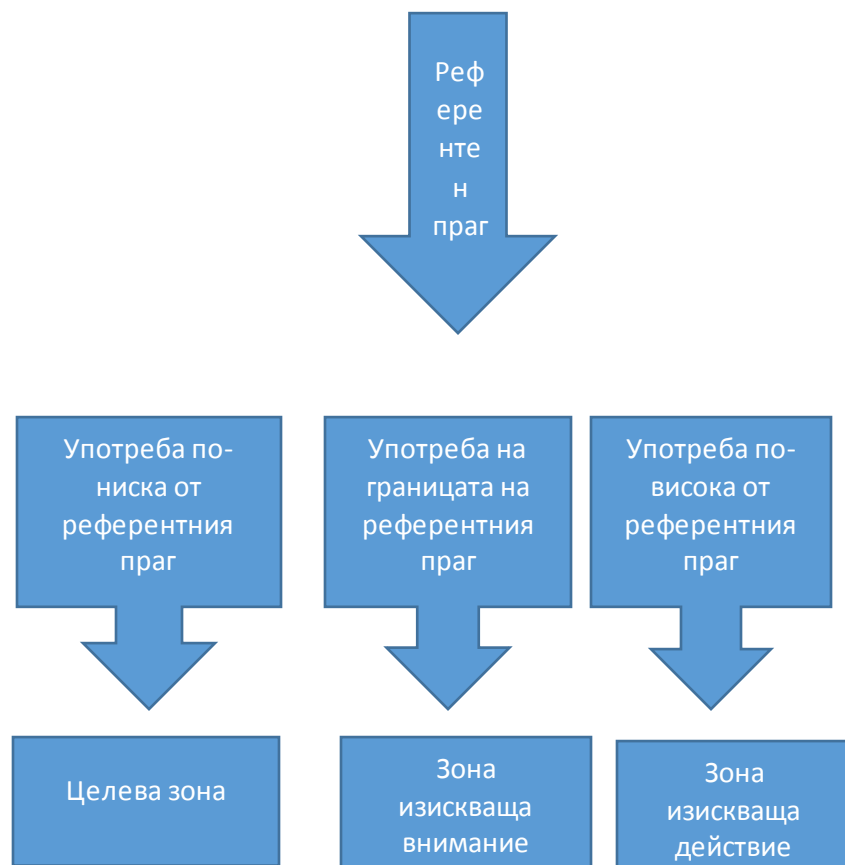 Реф
ере
нте
н
праг
Употреба по-
ниска от
референтния
праг
Употреба на
границата на
референтния
праг
Употреба по-
висока от
референтния
праг
Целева зона
Зона
изискваща
внимание
Зона
изискваща
действие